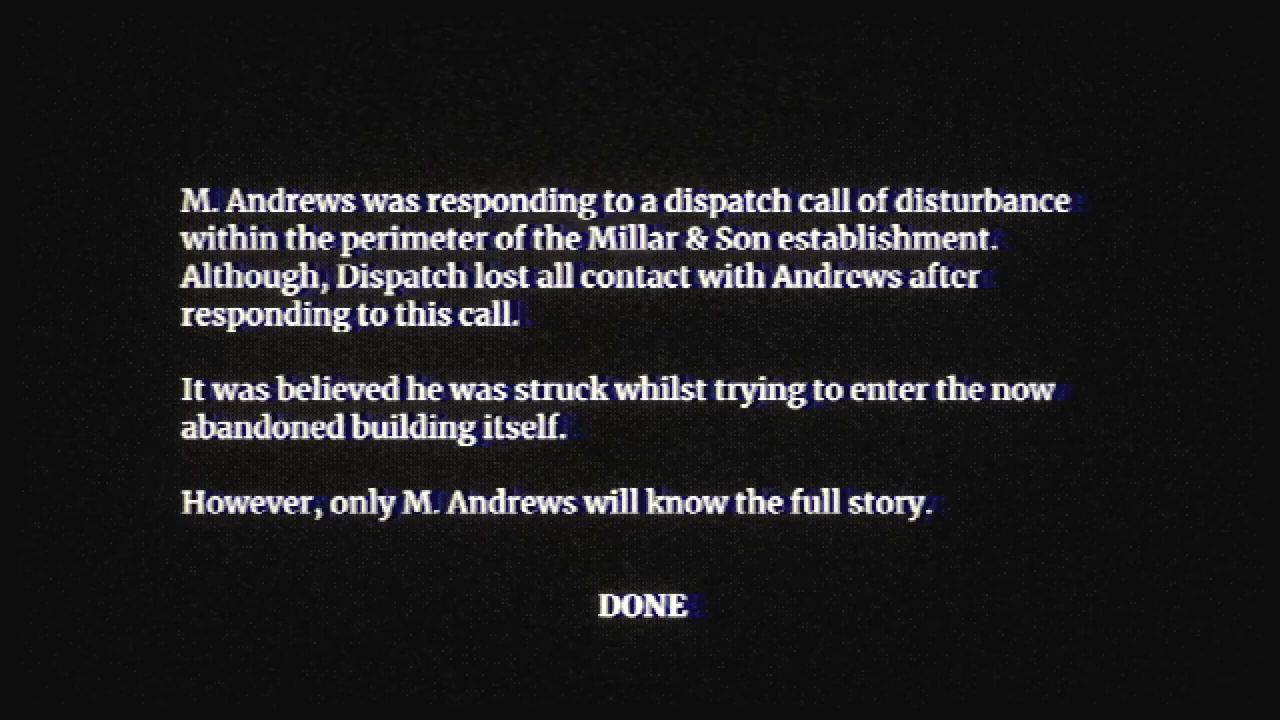 M. Andrews was responding to a dispatch call of disturbance
within the perimeter of the Millar & Son establishment.
Although, Dispatch lost all contact with Andrews after
responding to this call.
It was believed he was struck whilst trying to enter the now
abandoned building itself.
However, only M. Andrews will know the full story.
DONE